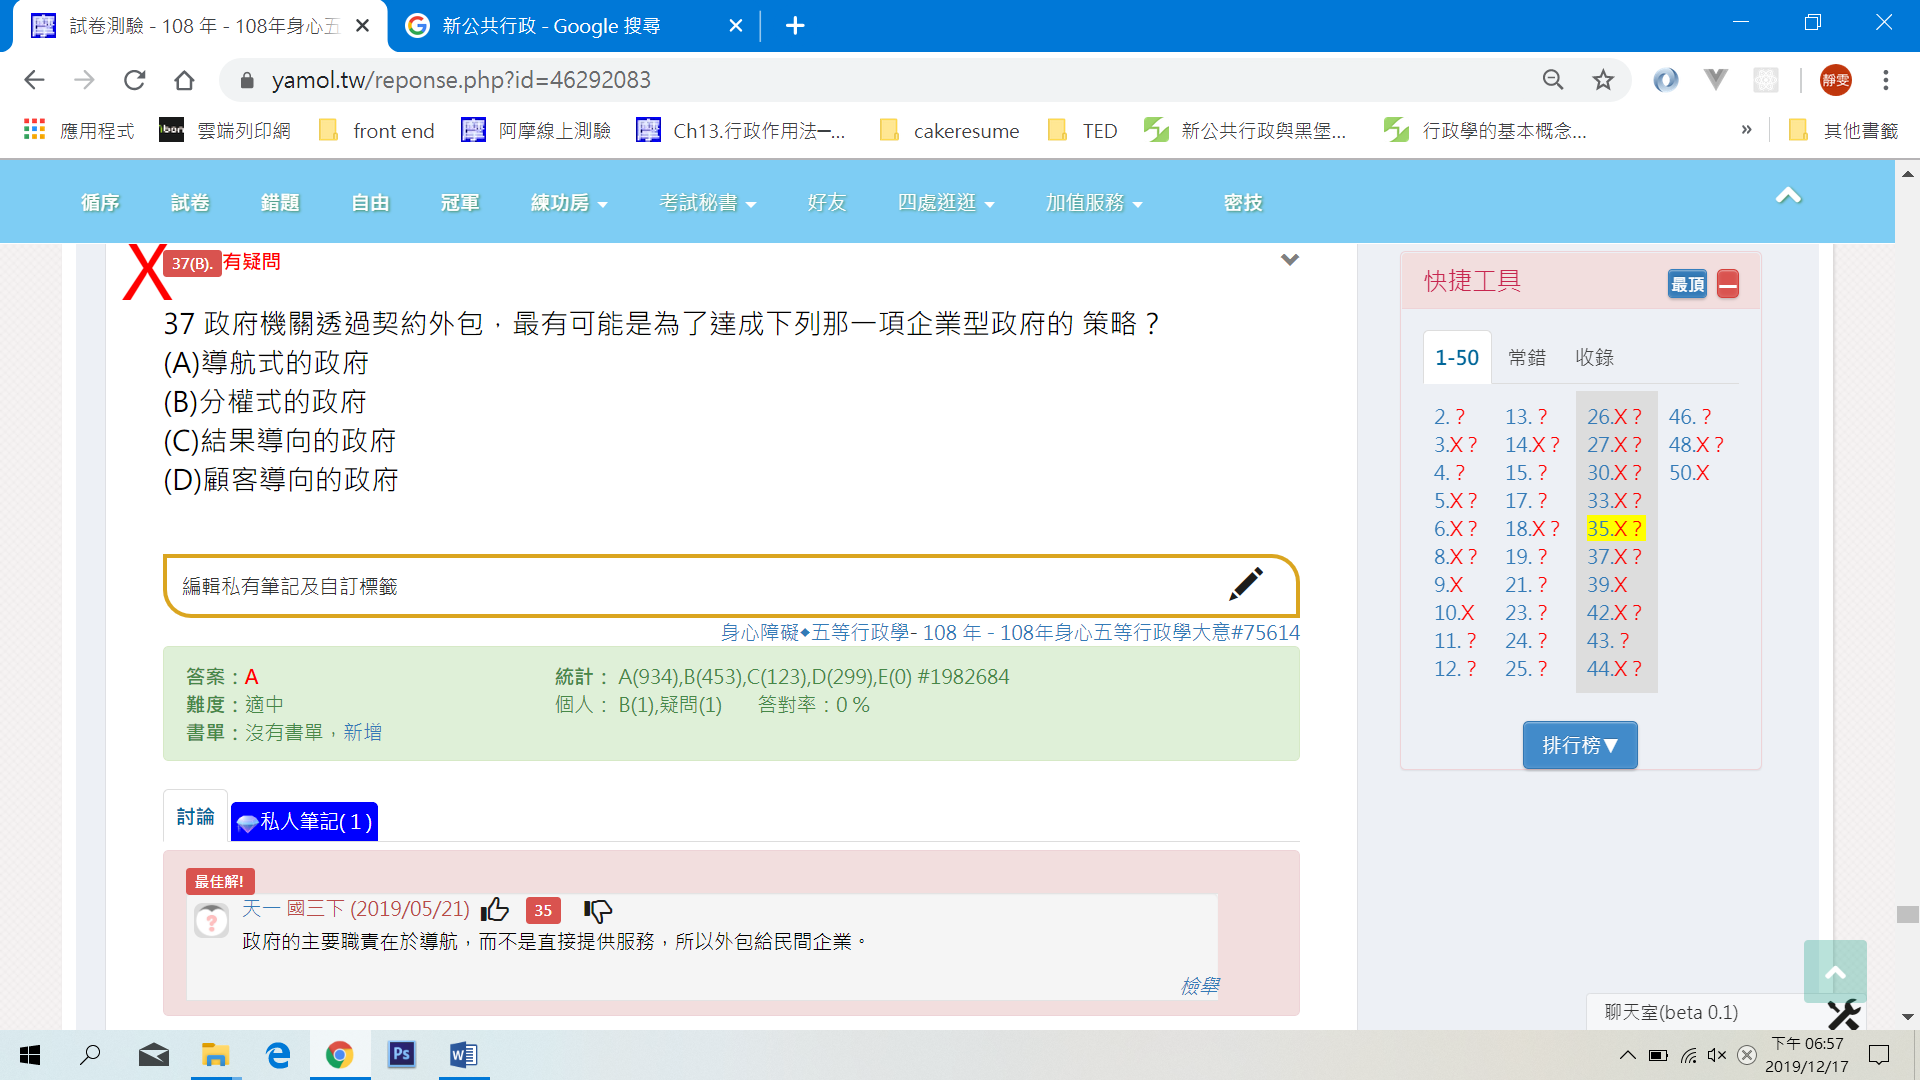 試卷測驗 - 108 年 - 108年身心五
新公共行政 - Google 搜尋
yamol.tw/reponse.php?id=46292083
靜雯
應用程式
ibon
雲端列印網
front end
阿摩線上測驗
Ch13.行政作用法─...
cakeresume
TED
新公共行政與黑堡...
行政學的基本概念...
»
其他書籤
循序
試卷
錯題
自由
冠軍
練功房
考試秘書
好友
四處逛逛
加值服務
密技
X
37(B).
有疑問
37 政府機關透過契約外包，最有可能是為了達成下列那一項企業型政府的 策略？
(A)導航式的政府
(B)分權式的政府
(C)結果導向的政府
(D)顧客導向的政府
編輯私有筆記及自訂標籤
身心障礙◆五等行政學- 108 年 - 108年身心五等行政學大意#75614
答案：A
統計： A(934),B(453),C(123),D(299),E(0) #1982684
難度：適中
個人： B(1),疑問(1) 答對率：0 %
書單：沒有書單，新增
討論
私人筆記( 1 )
最佳解!
天一 國三下 (2019/05/21)
35
政府的主要職責在於導航，而不是直接提供服務，所以外包給民間企業。
檢舉
快捷工具
最頂
1-50
常錯
收錄
2. ? 13. ? 26.X ? 46. ?
3.X ? 14.X ? 27.X ? 48.X ?
4. ? 15. ? 30.X ? 50.X
5.X ? 17. ? 33.X ?
6.X ? 18.X ? 35.X ?
8.X ? 19. ? 37.X ?
9.X 21. ? 39.X
10.X 23. ? 42.X ?
11. ? 24. ? 43. ?
12. ? 25. ? 44.X ?
排行榜▼
聊天室(beta 0.1)
Ps
下午 06:57
2019/12/17